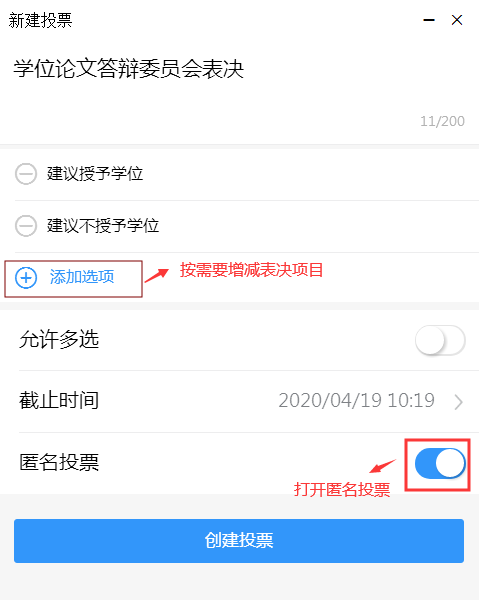 新建投票
学位论文答辩委员会表决
11/200
建议授予学位
建议不授予学位
添加选项
按需要增减表决项目
允许多选
截止时间 2020/04/19 10:19
匿名投票
打开匿名投票
创建投票